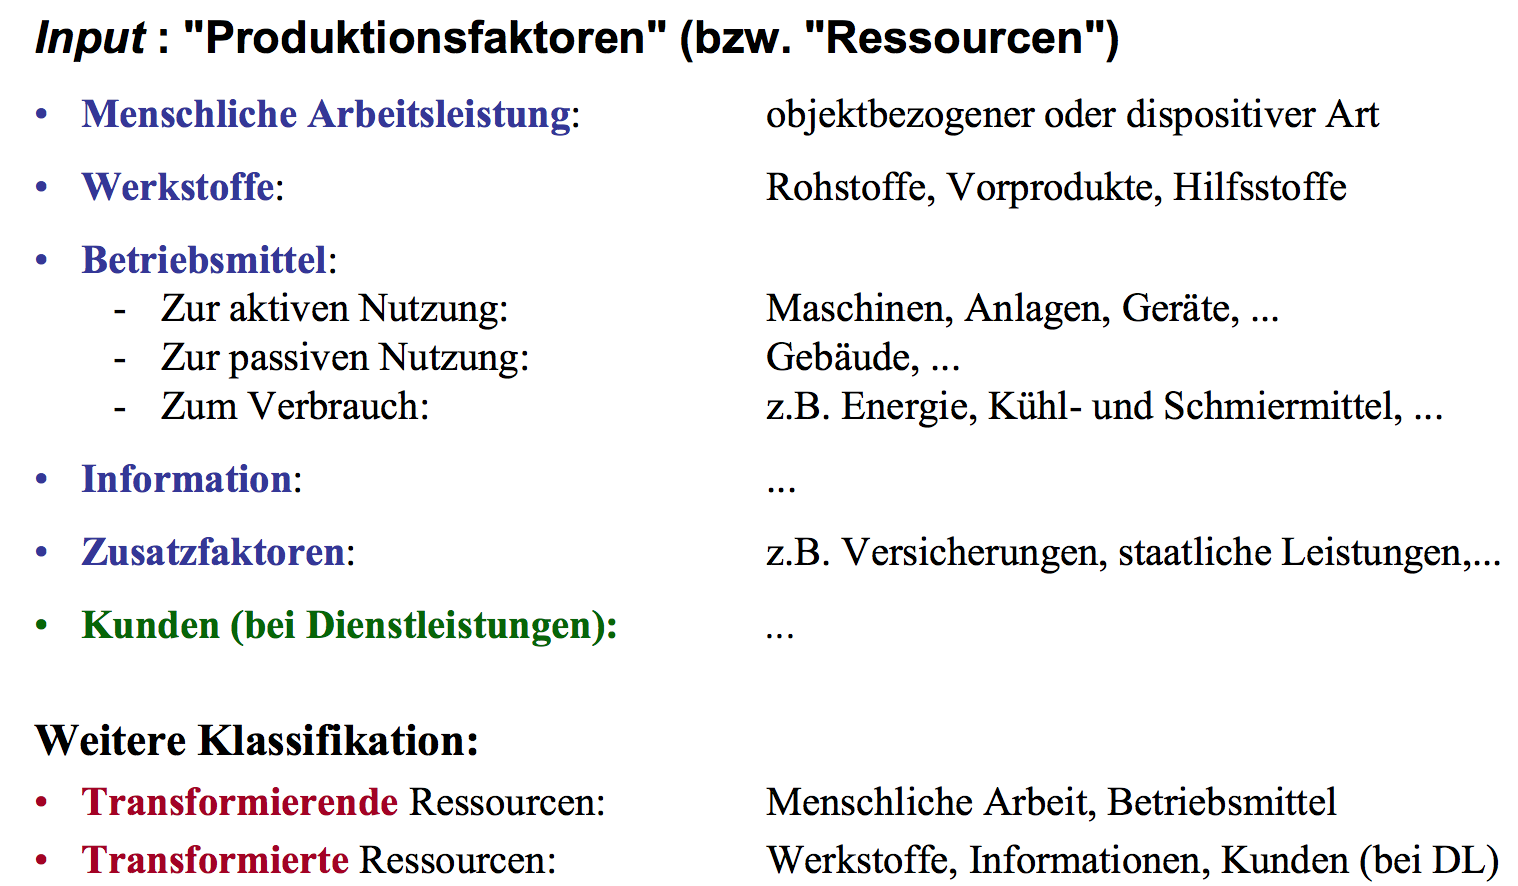 Input : "Produktionsfaktoren" (bzw. "Ressourcen")
• Menschliche Arbeitsleistung: objektbezogener oder dispositiver Art
• Werkstoffe: Rohstoffe, Vorprodukte, Hilfsstoffe
• Betriebsmittel:
- Zur aktiven Nutzung: Maschinen, Anlagen, Geräte, ...
- Zur passiven Nutzung: Gebäude, ...
- Zum Verbrauch: z.B. Energie, Kühl- und Schmiermittel, ...
• Information: ...
• Zusatzfaktoren: z.B. Versicherungen, staatliche Leistungen,...
• Kunden (bei Dienstleistungen): ...
Weitere Klassifikation:
• Transformierende Ressourcen: Menschliche Arbeit, Betriebsmittel
• Transformierte Ressourcen: Werkstoffe, Informationen, Kunden (bei DL)